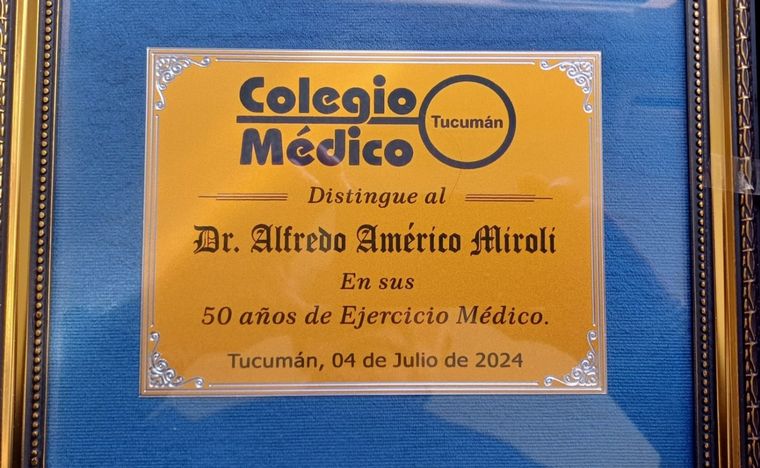 Colegio
Médico
Tucumán
Distingue al
Dr. Alfredo Américo Miroli
En sus
50 años de Ejercicio Médico.
Tucumán, 04 de Julio de 2024